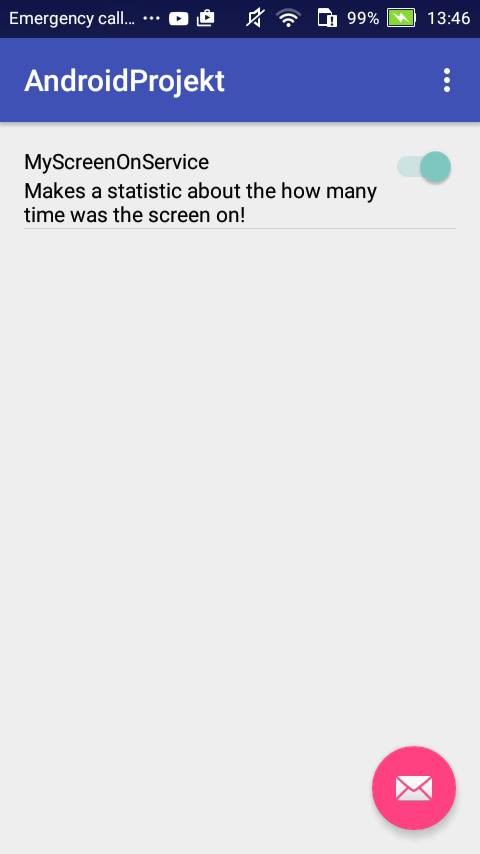 Emergency call... 99% 13:46
AndroidProjekt
MyScreenOnService
Makes a statistic about the how many
time was the screen on!